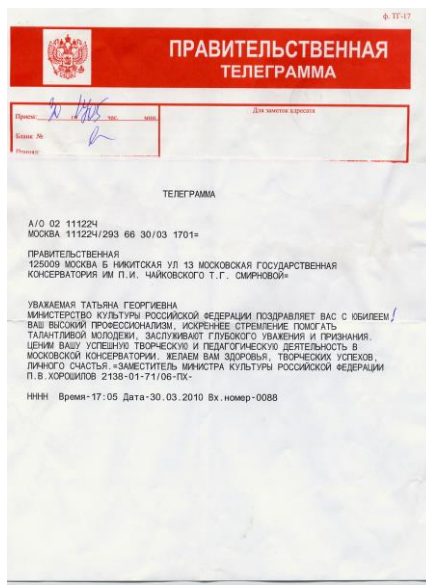 ф. ТГ-17
ПРАВИТЕЛЬСТВЕННАЯ
ТЕЛЕГРАММА
Прием:
час. мин.
Для заметок адресата
Бланк №
ТЕЛЕГРАММА
А/О 02 11122Ч
МОСКВА 11122Ч/293 66 30/03 1701=
ПРАВИТЕЛЬСТВЕННАЯ
125009 МОСКВА Б НИКИТСКАЯ УЛ 13 МОСКОВСКАЯ ГОСУДАРСТВЕННАЯ
КОНСЕРВАТОРИЯ ИМ П.И. ЧАЙКОВСКОГО Т.Г. СМИРНОВОЙ=
УВАЖАЕМАЯ ТАТЬЯНА ГЕОРГИЕВНА
МИНИСТЕРСТВО КУЛЬТУРЫ РОССИЙСКОЙ ФЕДЕРАЦИИ ПОЗДРАВЛЯЕТ ВАС С ЮБИЛЕЕМ!
ВАШ ВЫСОКИЙ ПРОФЕССИОНАЛИЗМ, ИСКРЕННЕЕ СТРЕМЛЕНИЕ ПОМОГАТЬ
ТАЛАНТЛИВОЙ МОЛОДЕЖИ, ЗАСЛУЖИВАЮТ ГЛУБОКОГО УВАЖЕНИЯ И ПРИЗНАНИЯ.
ЦЕНИМ ВАШУ УСПЕШНУЮ ТВОРЧЕСКУЮ И ПЕДАГОГИЧЕСКУЮ ДЕЯТЕЛЬНОСТЬ В
МОСКОВСКОЙ КОНСЕРВАТОРИИ. ЖЕЛАЕМ ВАМ ЗДОРОВЬЯ, ТВОРЧЕСКИХ УСПЕХОВ,
ЛИЧНОГО СЧАСТЬЯ.=ЗАМЕСТИТЕЛЬ МИНИСТРА КУЛЬТУРЫ РОССИЙСКОЙ ФЕДЕРАЦИИ
П.В.ХОРОШИЛОВ 2138-01-71/06-ПХ-
НННН Время-17:05 Дата-30.03.2010 Вх.номер-0088